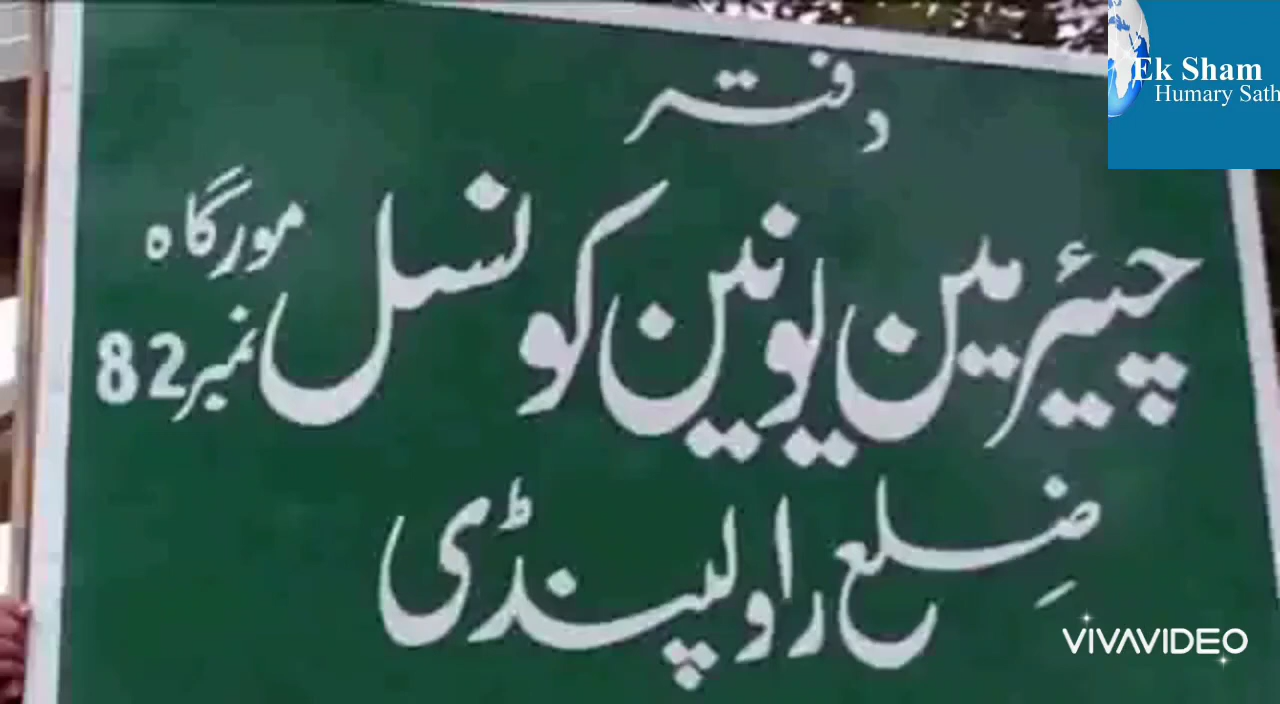 Ek Sham
Humary Sath
دفتر
چیئرمین یونین کونسل مورگاہ
نمبر 82
ضلع راولپنڈی
VIVAVIDEO